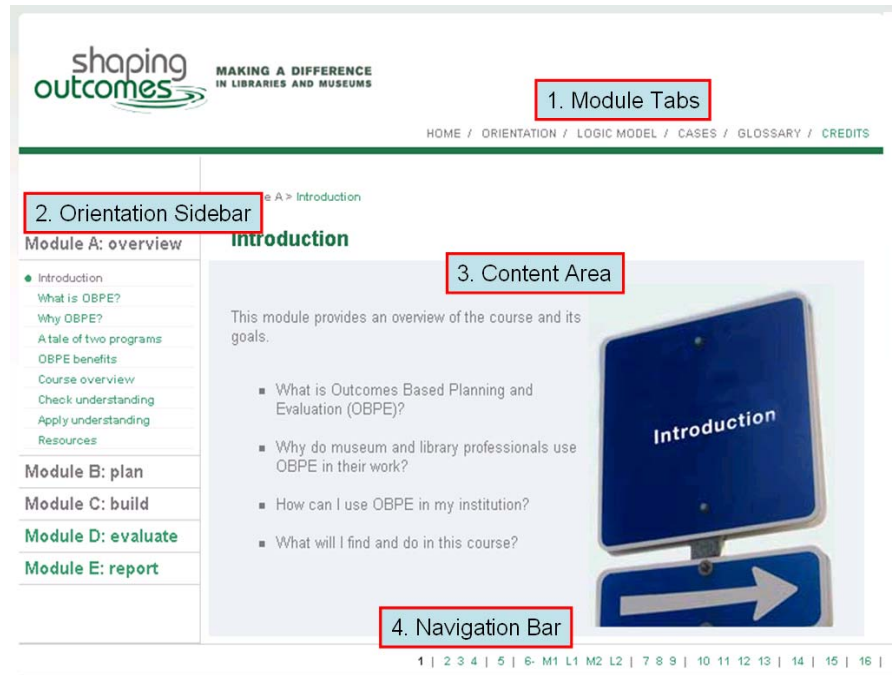 shaping
outcomes
MAKING A DIFFERENCE
IN LIBRARIES AND MUSEUMS
1. Module Tabs
HOME / ORIENTATION / LOGIC MODEL / CASES / GLOSSARY / CREDITS
e A > Introduction
2. Orientation Sidebar
Module A: overview
Introduction
What is OBPE?
Why OBPE?
A tale of two programs
OBPE benefits
Course overview
Check understanding
Apply understanding
Resources
Module B: plan
Module C: build
Module D: evaluate
Module E: report
Introduction
3. Content Area
This module provides an overview of the course and its
goals.
■ What is Outcomes Based Planning and
Evaluation (OBPE)?
■ Why do museum and library professionals use
OBPE in their work?
■ How can I use OBPE in my institution?
■ What will I find and do in this course?
Introduction
4. Navigation Bar
1 | 2 3 4 | 5 | 6- M1 L1 M2 L2 | 7 8 9 | 10 11 12 13 | 14 | 15 | 16 |